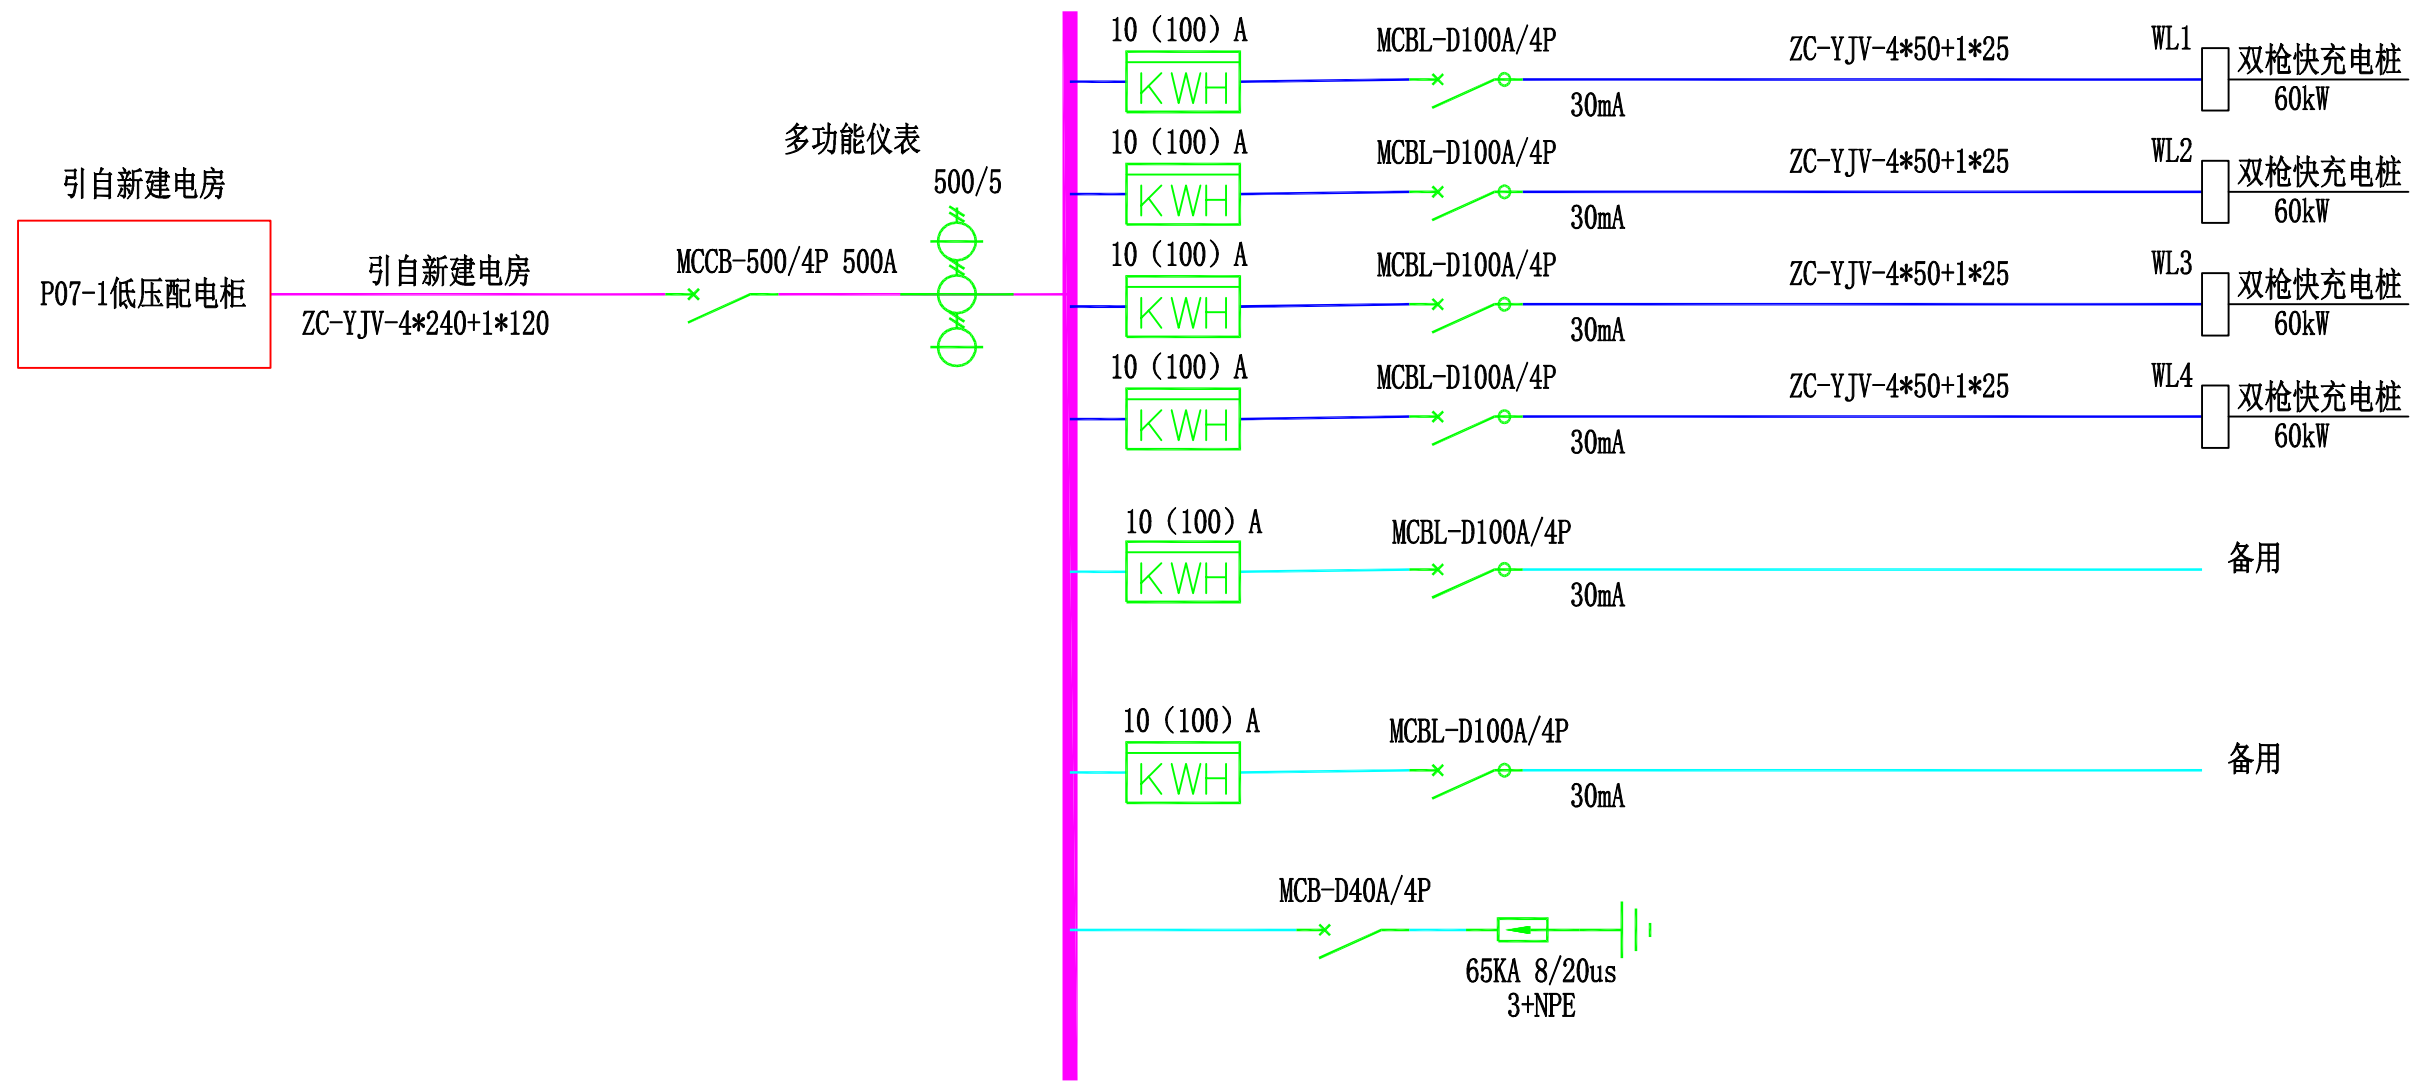 引自新建电房
P07-1低压配电柜
引自新建电房
ZC-YJV-4*240+1*120
MCCB-500/4P 500A
多功能仪表
500/5
10（100）A
KWH
MCBL-D100A/4P
30mA
ZC-YJV-4*50+1*25
WL1
双枪快充电桩
60kW
10（100）A
KWH
MCBL-D100A/4P
30mA
ZC-YJV-4*50+1*25
WL2
双枪快充电桩
60kW
10（100）A
KWH
MCBL-D100A/4P
30mA
ZC-YJV-4*50+1*25
WL3
双枪快充电桩
60kW
10（100）A
KWH
MCBL-D100A/4P
30mA
ZC-YJV-4*50+1*25
WL4
双枪快充电桩
60kW
10（100）A
KWH
MCBL-D100A/4P
30mA
备用
10（100）A
KWH
MCBL-D100A/4P
30mA
备用
MCB-D40A/4P
65KA 8/20us
3+NPE